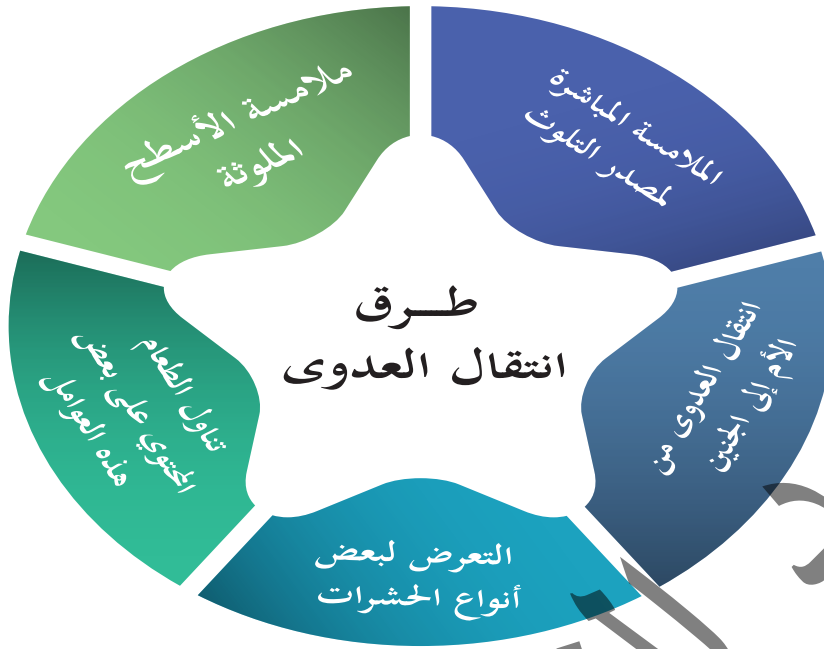 طـــرق
انتقال العدوى
الملامسة المباشرة
لمصدر التلوث
انتقال العدوى من
الأم إلى الجنين
التعرض لبعض
أنواع الحشرات
تناول الطعام
المحتوي على بعض
هذه العوامل
ملامسة الأسطح
الملوثة